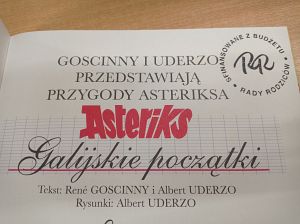 GOSCINNY I UDERZO
PRZEDSTAWIAJĄ
PRZYGODY ASTERIKSA
SFINANSOWANE Z BUDŻETU
RADY RODZICÓW
Asteriks
Galijskie początki
Tekst: René GOSCINNY i Albert UDERZO
Rysunki: Albert UDERZO